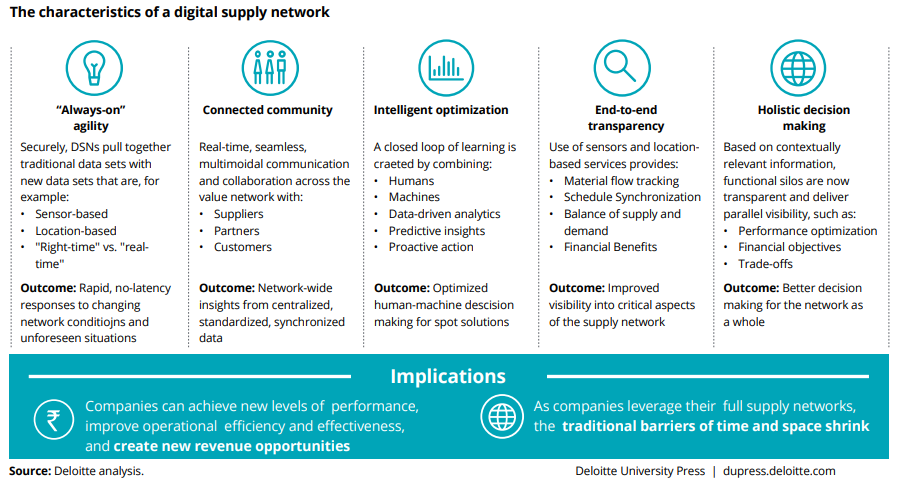 The characteristics of a digital supply network
“Always-on”
agility
Securely, DSNs pull together
traditional data sets with
new data sets that are, for
example:
• Sensor-based
• Location-based
• "Right-time" vs. "real-
time"
Outcome: Rapid, no-latency
responses to changing
network conditiojns and
unforeseen situations
Connected community
Real-time, seamless,
multimoidal communication
and collaboration across the
value network with:
• Suppliers
• Partners
• Customers
Outcome: Network-wide
insights from centralized,
standardized, synchronized
data
Intelligent optimization
A closed loop of learning is
craeted by combining:
• Humans
• Machines
• Data-driven analytics
• Predictive insights
• Proactive action
Outcome: Optimized
human-machine descision
making for spot solutions
End-to-end
transparency
Use of sensors and location-
based services provides:
• Material flow tracking
• Schedule Synchronization
• Balance of supply and
demand
• Financial Benefits
Outcome: Improved
visibility into critical aspects
of the supply network
Holistic decision
making
Based on contextually
relevant information,
functional silos are now
transparent and deliver
parallel visibility, such as:
• Performance optimization
• Financial objectives
• Trade-offs
Outcome: Better decision
making for the network as
a whole
Implications
₹
Companies can achieve new levels of performance,
improve operational efficiency and effectiveness,
and create new revenue opportunities
As companies leverage their full supply networks,
the traditional barriers of time and space shrink
Source: Deloitte analysis.
Deloitte University Press | dupress.deloitte.com